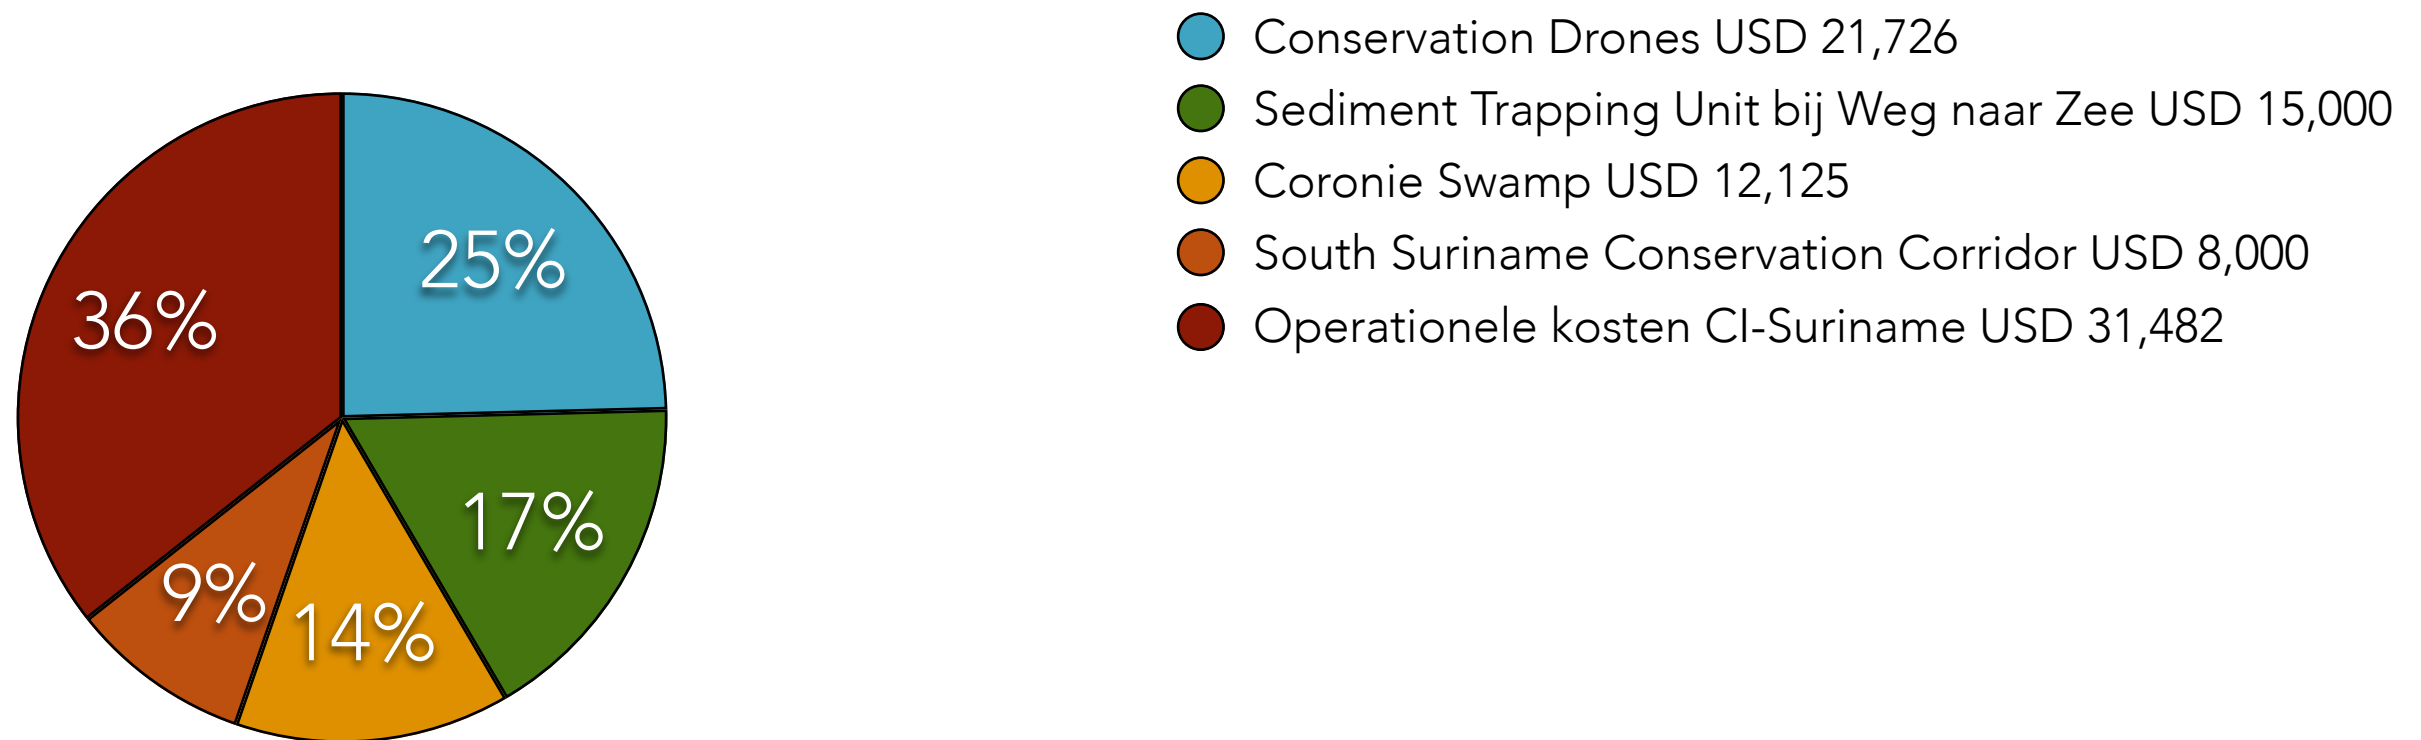 Conservation Drones USD 21,726
Sediment Trapping Unit bij Weg naar Zee USD 15,000
Coronie Swamp USD 12,125
South Suriname Conservation Corridor USD 8,000
Operationele kosten CI-Suriname USD 31,482
25%
36%
17%
9%
14%